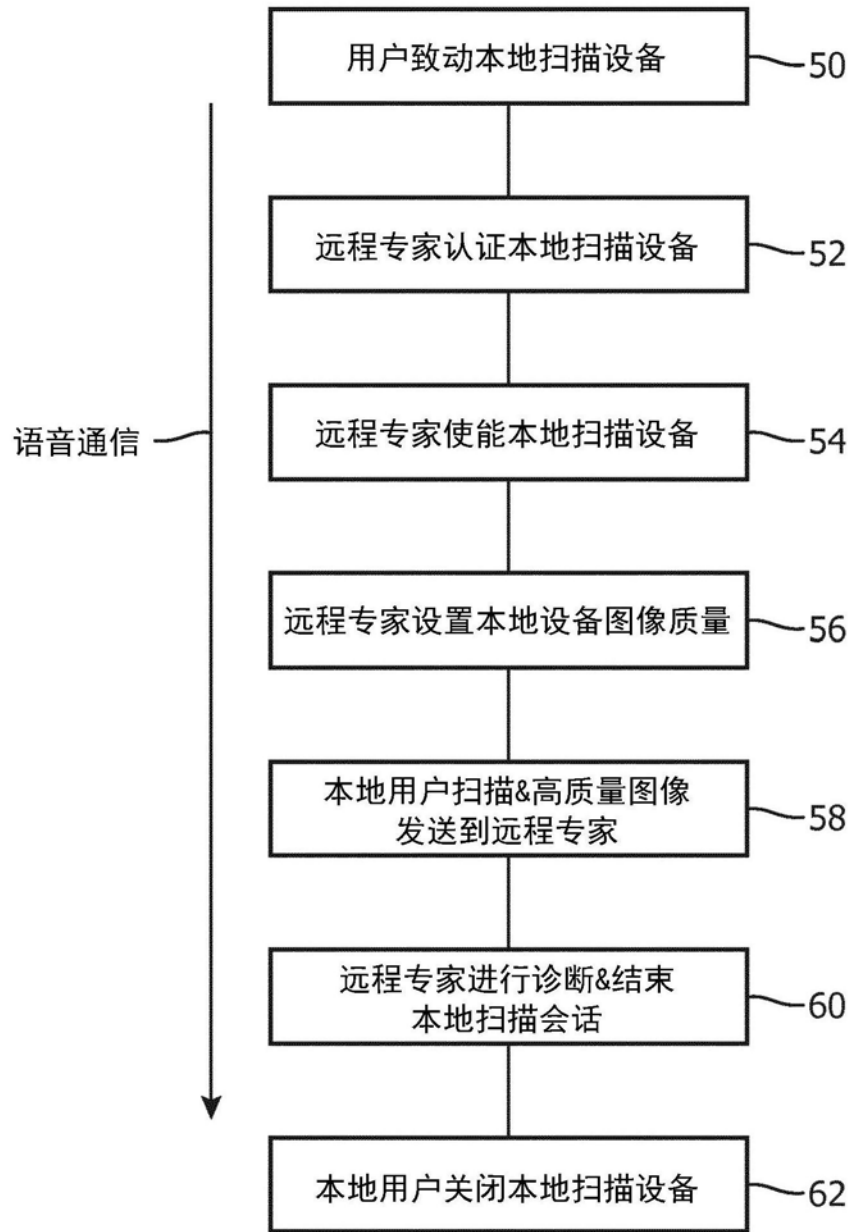 用户致动本地扫描设备
50
远程专家认证本地扫描设备
52
语音通信
远程专家使能本地扫描设备
54
远程专家设置本地设备图像质量
56
本地用户扫描&高质量图像
发送到远程专家
58
远程专家进行诊断&结束
本地扫描会话
60
本地用户关闭本地扫描设备
62